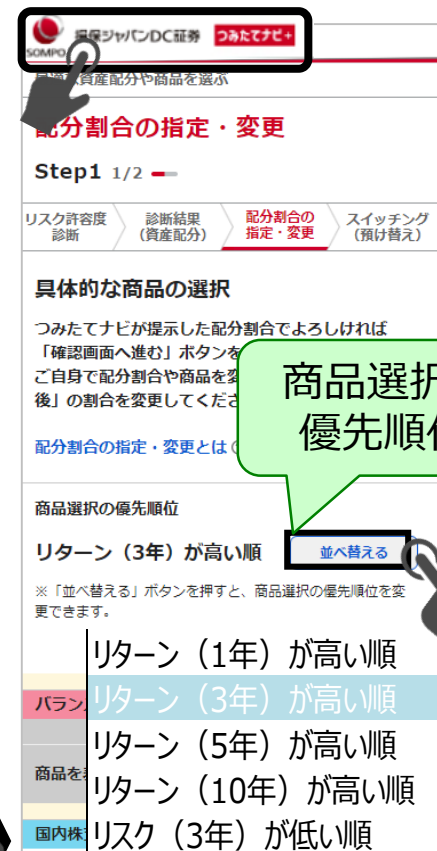 SOMPO
損保ジャパンDC証券 つみたてナビ+
資産配分や商品を選ぶ
配分割合の指定・変更
Step1 1/2
リスク許容度
診断
診断結果
(資産配分)
配分割合の
指定・変更
スイッチング
(預け替え)
具体的な商品の選択
つみたてナビが提示した配分割合でよろしければ
「確認画面へ進む」ボタンを
ご自身で配分割合や商品を変
後」の割合を変更してくださ
配分割合の指定・変更とは
商品選択
優先順位
商品選択の優先順位
リターン（3年）が高い順
並べ替える
※「並べ替える」ボタンを押すと、商品選択の優先順位を変
更できます。
リターン（1年）が高い順
リターン（3年）が高い順
リターン（5年）が高い順
リターン（10年）が高い順
リスク（3年）が低い順
バラン
商品を
国内株